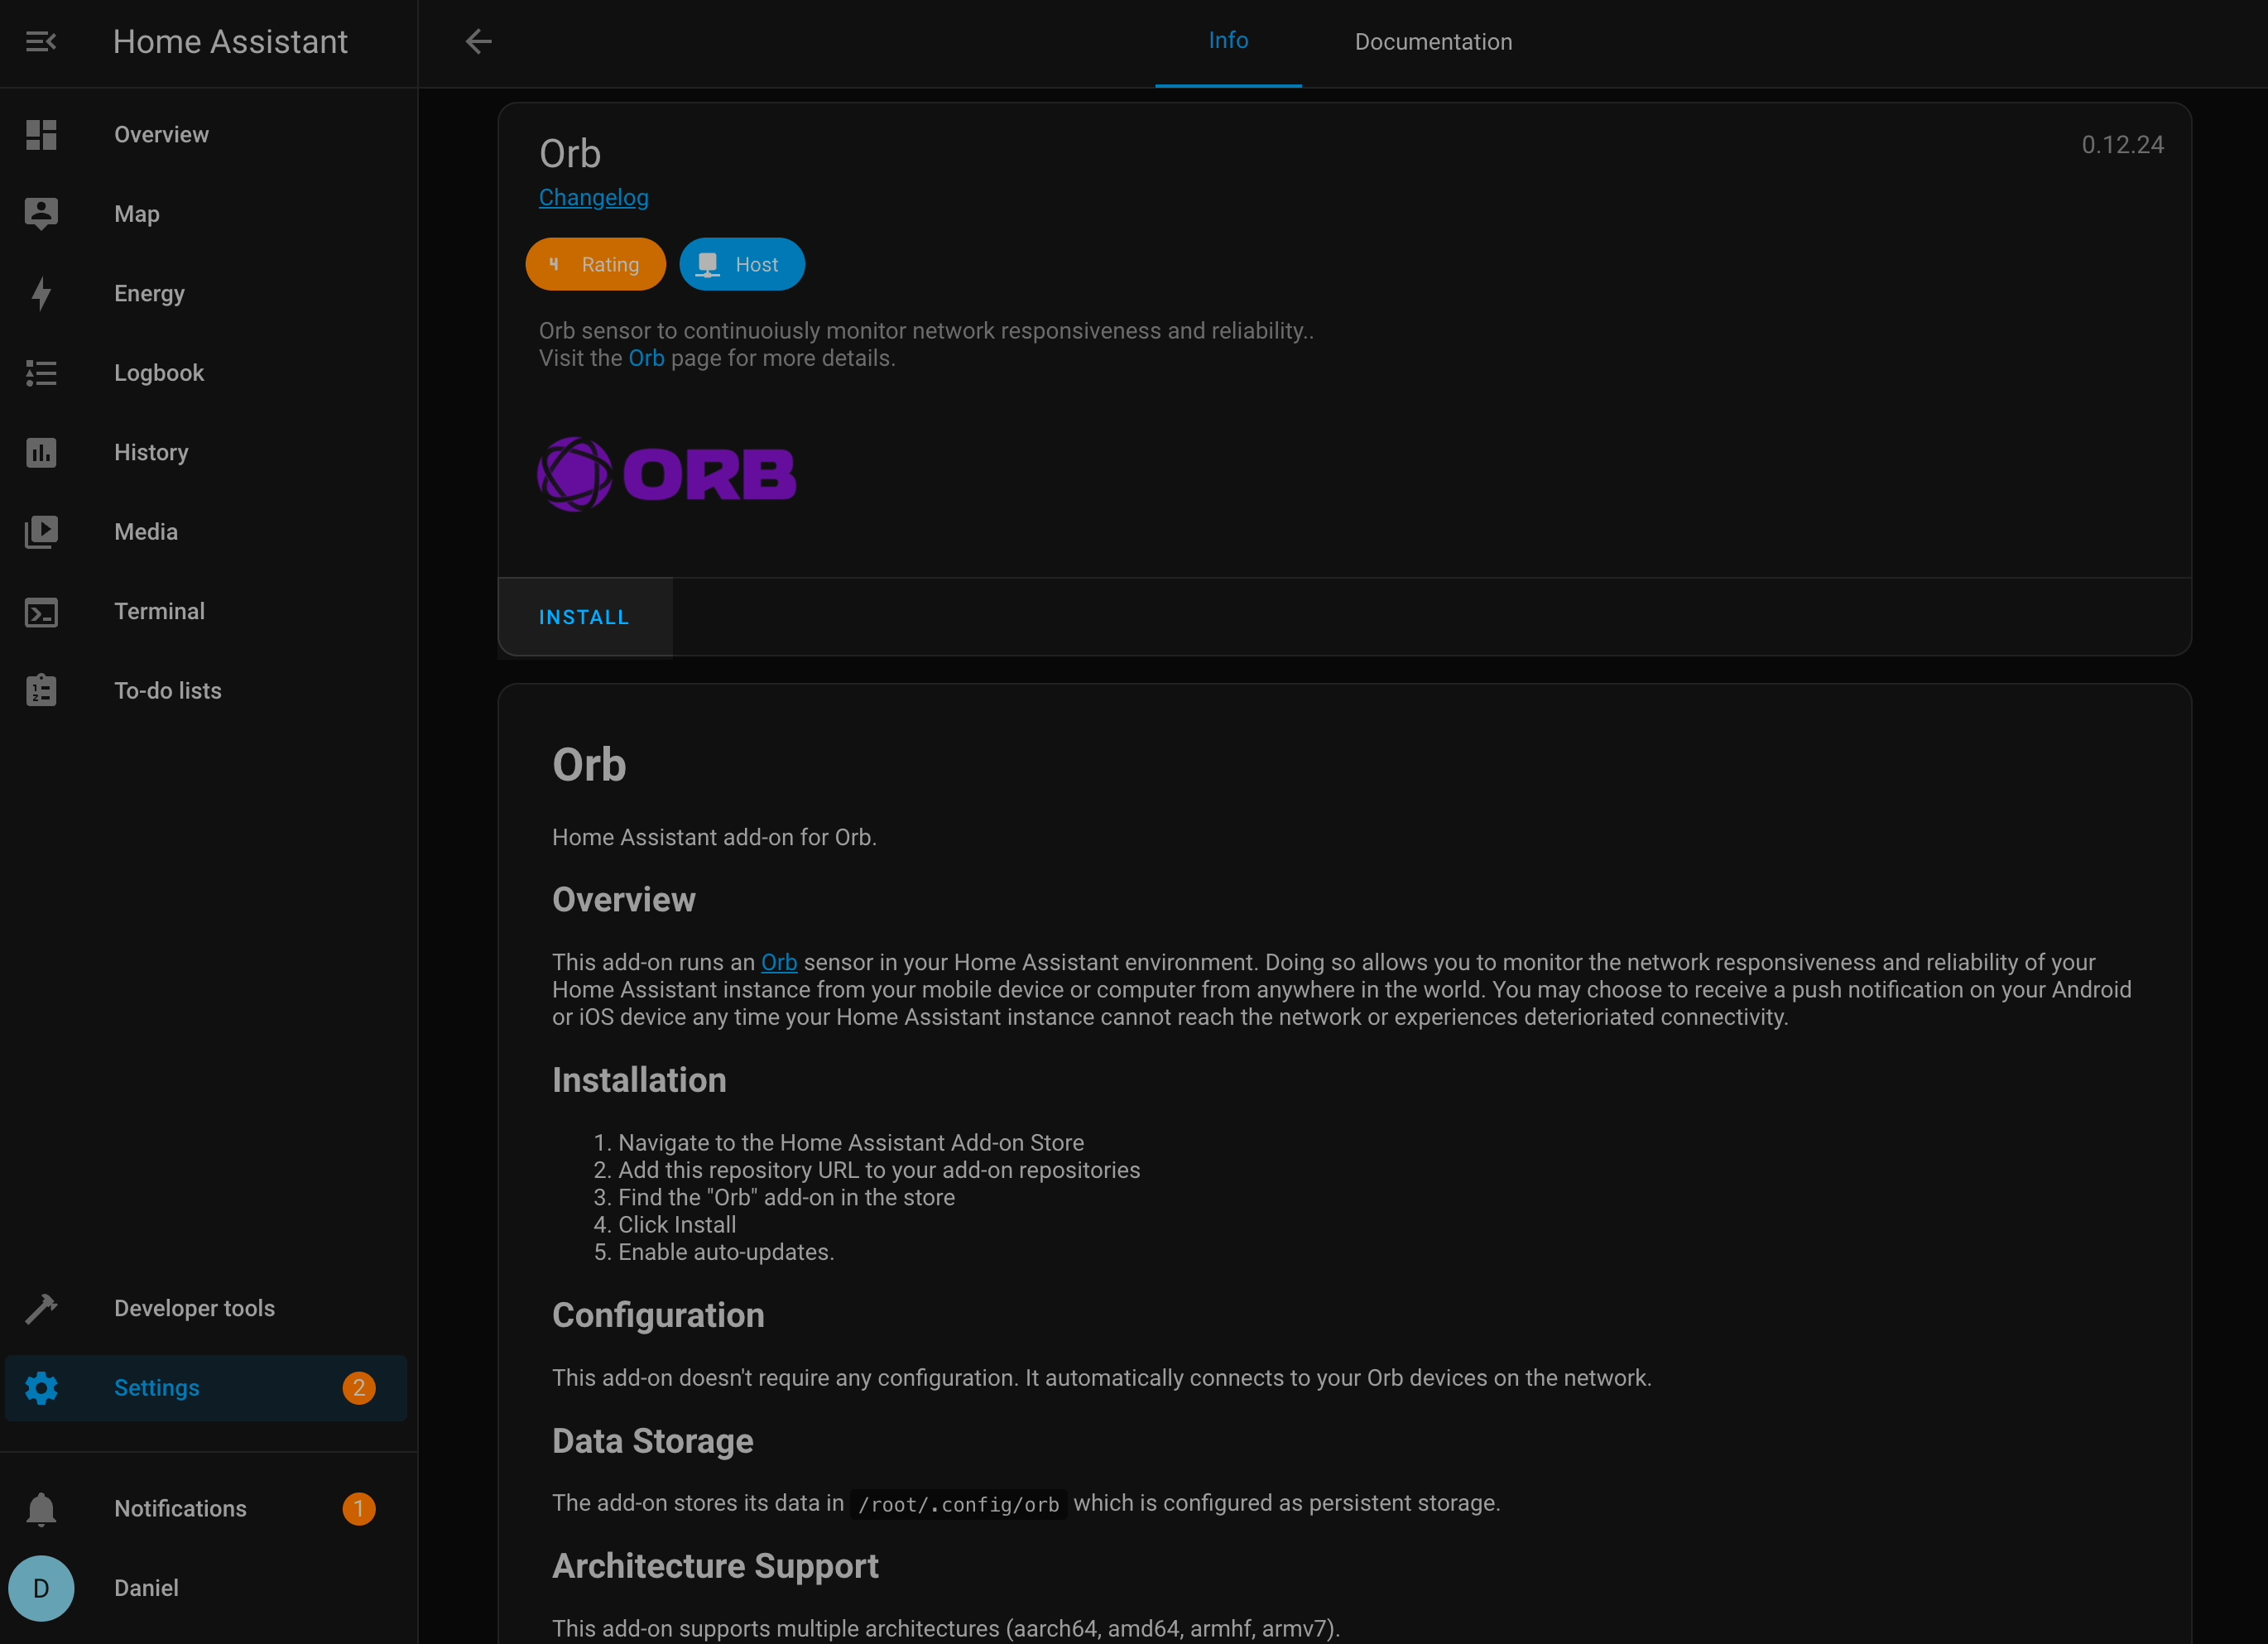 Home Assistant
Info
Documentation
Overview
Map
Energy
Logbook
History
Media
Terminal
To-do lists
Developer tools
Settings
2
Notifications
1
D
Daniel
Orb
0.12.24
Changelog
4 Rating
Host
Orb sensor to continuoiusly monitor network responsiveness and reliability..
Visit the Orb page for more details.
ORB
INSTALL
Orb
Home Assistant add-on for Orb.
Overview
This add-on runs an Orb sensor in your Home Assistant environment. Doing so allows you to monitor the network responsiveness and reliability of your
Home Assistant instance from your mobile device or computer from anywhere in the world. You may choose to receive a push notification on your Android
or iOS device any time your Home Assistant instance cannot reach the network or experiences deterioriated connectivity.
Installation
1. Navigate to the Home Assistant Add-on Store
2. Add this repository URL to your add-on repositories
3. Find the "Orb" add-on in the store
4. Click Install
5. Enable auto-updates.
Configuration
This add-on doesn't require any configuration. It automatically connects to your Orb devices on the network.
Data Storage
The add-on stores its data in /root/.config/orb which is configured as persistent storage.
Architecture Support
This add-on supports multiple architectures (aarch64, amd64, armhf, armv7).